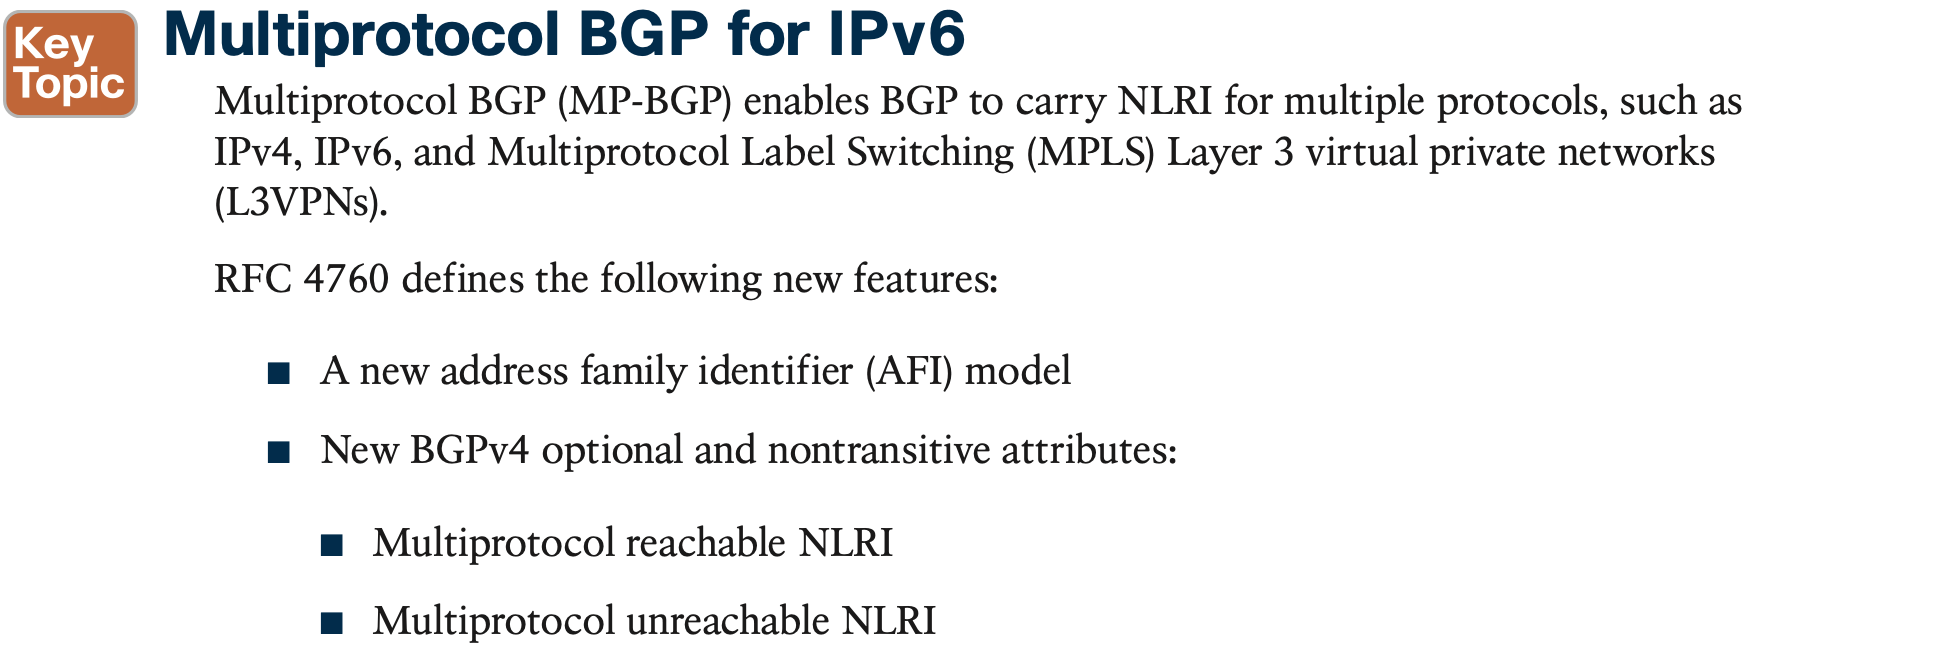 Key
Topic
Multiprotocol BGP for IPv6
Multiprotocol BGP (MP-BGP) enables BGP to carry NLRI for multiple protocols, such as
IPv4, IPv6, and Multiprotocol Label Switching (MPLS) Layer 3 virtual private networks
(L3VPNs).
RFC 4760 defines the following new features:
■ A new address family identifier (AFI) model
■ New BGPv4 optional and nontransitive attributes:
■ Multiprotocol reachable NLRI
■ Multiprotocol unreachable NLRI